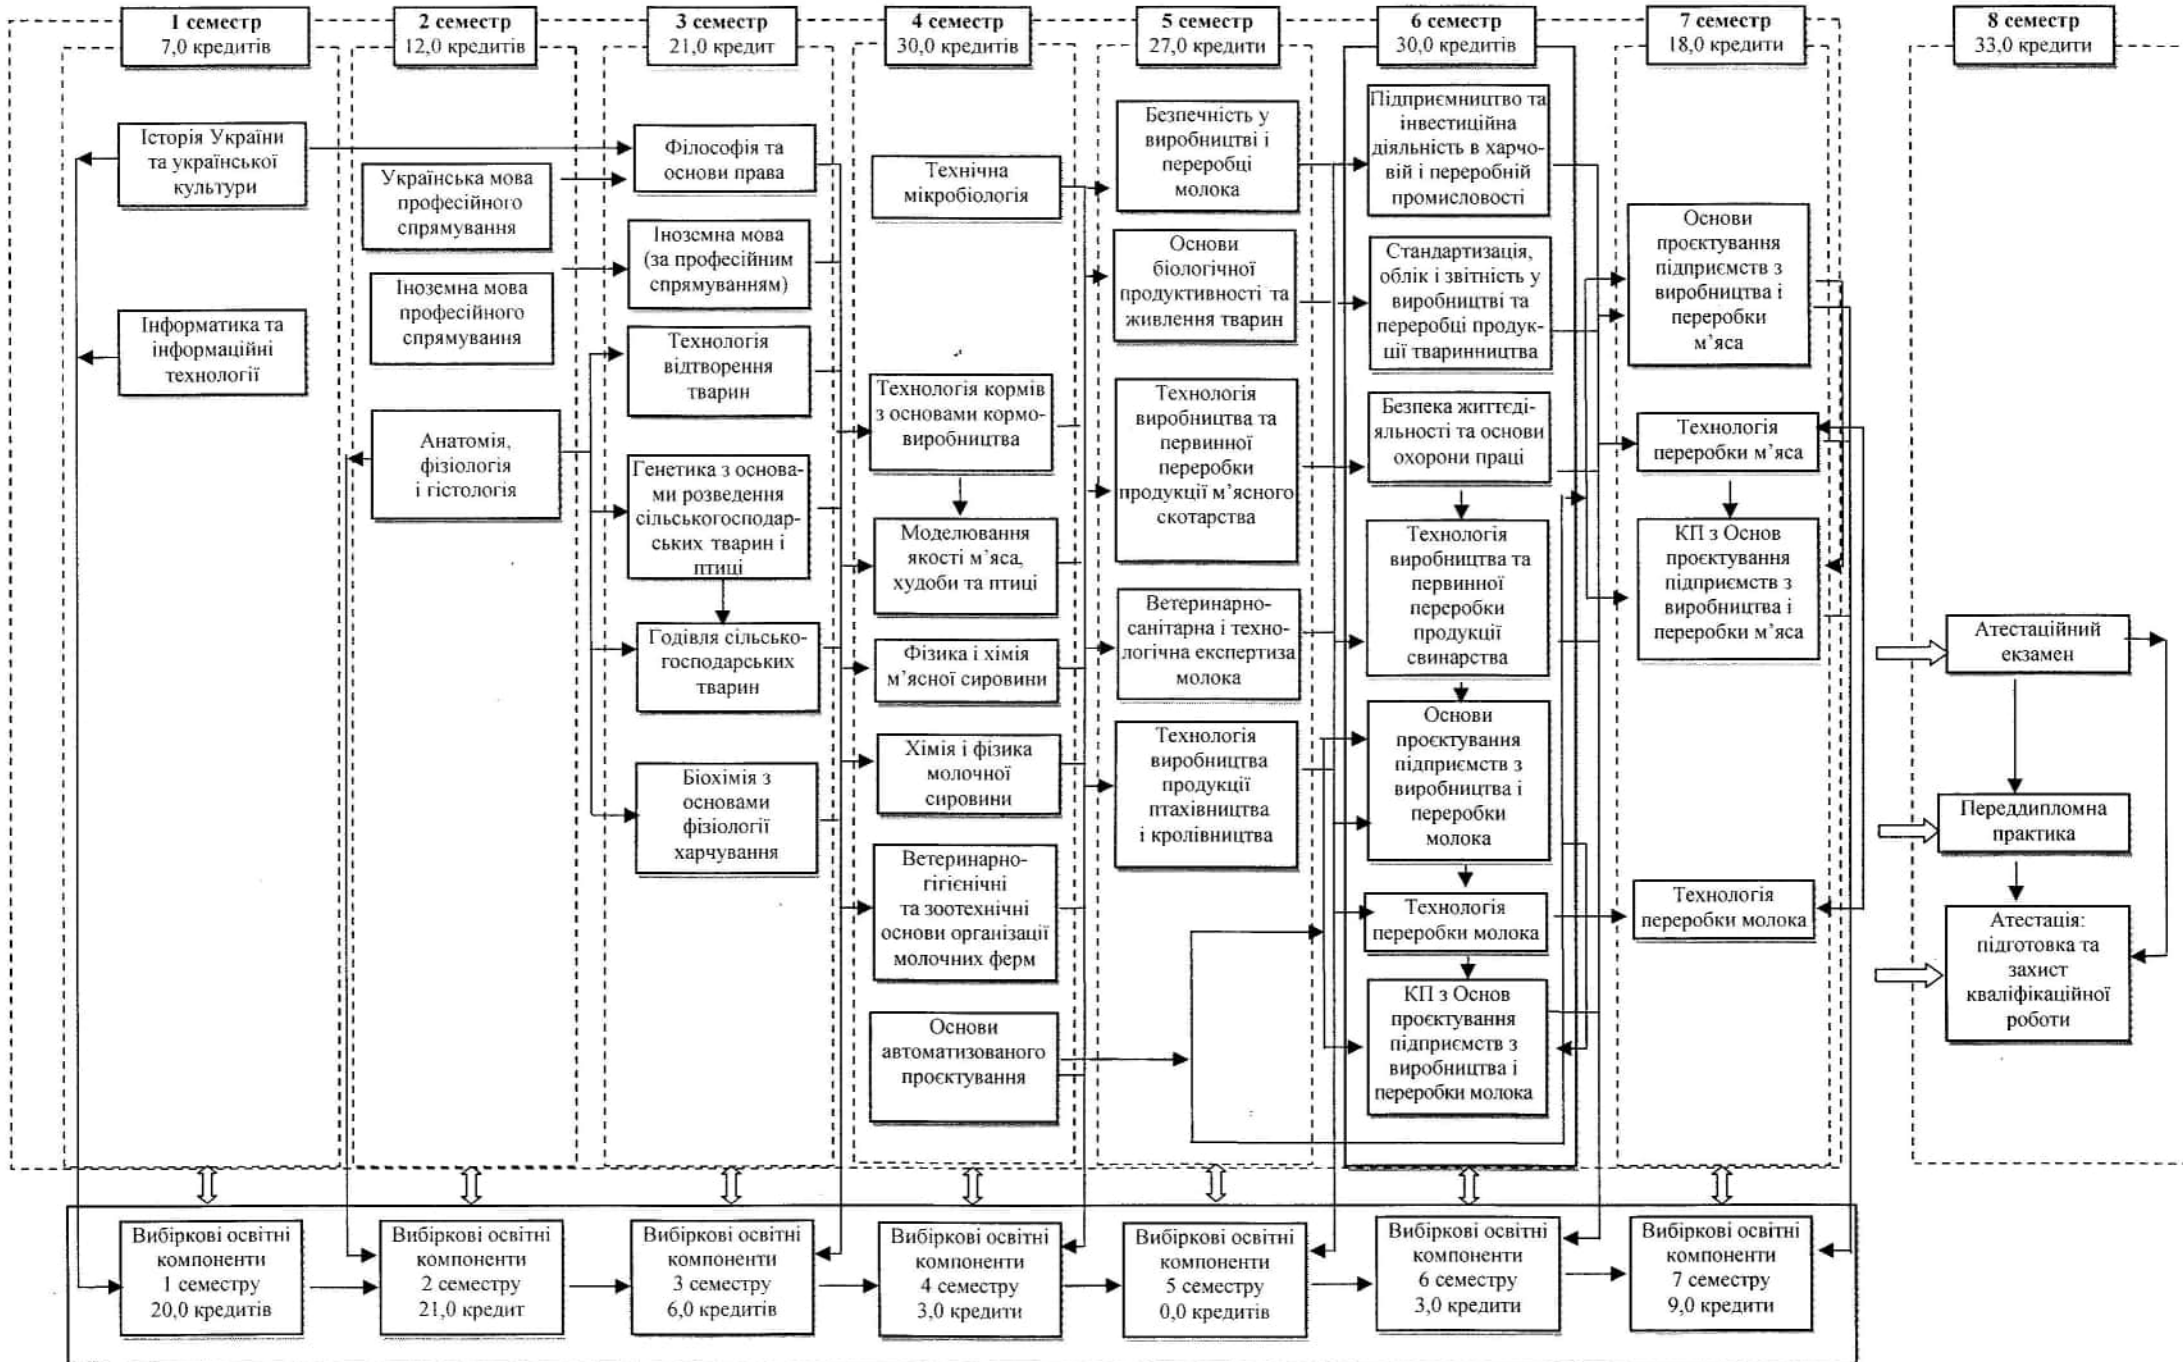 1 семестр
7,0 кредитів
2 семестр
12,0 кредитів
3 семестр
21,0 кредит
4 семестр
30,0 кредитів
5 семестр
27,0 кредити
6 семестр
30,0 кредитів
7 семестр
18,0 кредити
8 семестр
33,0 кредити
Історія України
та української
культури
Інформатика та
інформаційні
технології
Українська мова
професійного
спрямування
Іноземна мова
професійного
спрямування
Анатомія,
фізіологія
і гістологія
Філософія та
основи права
Іноземна мова
(за професійним
спрямуванням)
Технологія
відтворення
тварин
Генетика з основа-
ми розведення
сільськогосподар-
ських тварин і
птиці
Годівля сільсько-
господарських
тварин
Біохімія з
основами
фізіології
харчування
Технічна
мікробіологія
Технологія кормів
з основами кормо-
виробництва
Моделювання
якості м’яса,
худоби та птиці
Фізика і хімія
м’ясної сировини
Хімія і фізика
молочної
сировини
Ветеринарно-
гігієнічні
та зоотехнічні
основи організації
молочних ферм
Основи
автоматизованого
проєктування
Безпечність у
виробництві і
переробці
молока
Основи
біологічної
продуктивності та
живлення тварин
Технологія
виробництва та
первинної
переробки
продукції м’ясного
скотарства
Ветеринарно-
санітарна і техно-
логічна експертиза
молока
Технологія
виробництва
продукції
птахівництва
і кролівництва
Підприємництво та
інвестиційна
діяльність в харчо-
вій і переробній
промисловості
Стандартизація,
облік і звітність у
виробництві та
переробці продук-
ції тваринництва
Безпека життєді-
яльності та основи
охорони праці
Технологія
виробництва та
первинної
переробки
продукції
свинарства
Основи
проєктування
підприємств з
виробництва і
переробки
молока
Технологія
переробки молока
КП з Основ
проєктування
підприємств з
виробництва і
переробки молока
Основи
проєктування
підприємств з
виробництва і
переробки
м’яса
Технологія
переробки м’яса
КП з Основ
проєктування
підприємств з
виробництва і
переробки м’яса
Технологія
переробки молока
Атестаційний
екзамен
Переддипломна
практика
Атестація:
підготовка та
захист
кваліфікаційної
роботи
Вибіркові освітні
компоненти
1 семестру
20,0 кредитів
Вибіркові освітні
компоненти
2 семестру
21,0 кредит
Вибіркові освітні
компоненти
3 семестру
6,0 кредитів
Вибіркові освітні
компоненти
4 семестру
3,0 кредити
Вибіркові освітні
компоненти
5 семестру
0,0 кредитів
Вибіркові освітні
компоненти
6 семестру
3,0 кредити
Вибіркові освітні
компоненти
7 семестру
9,0 кредити